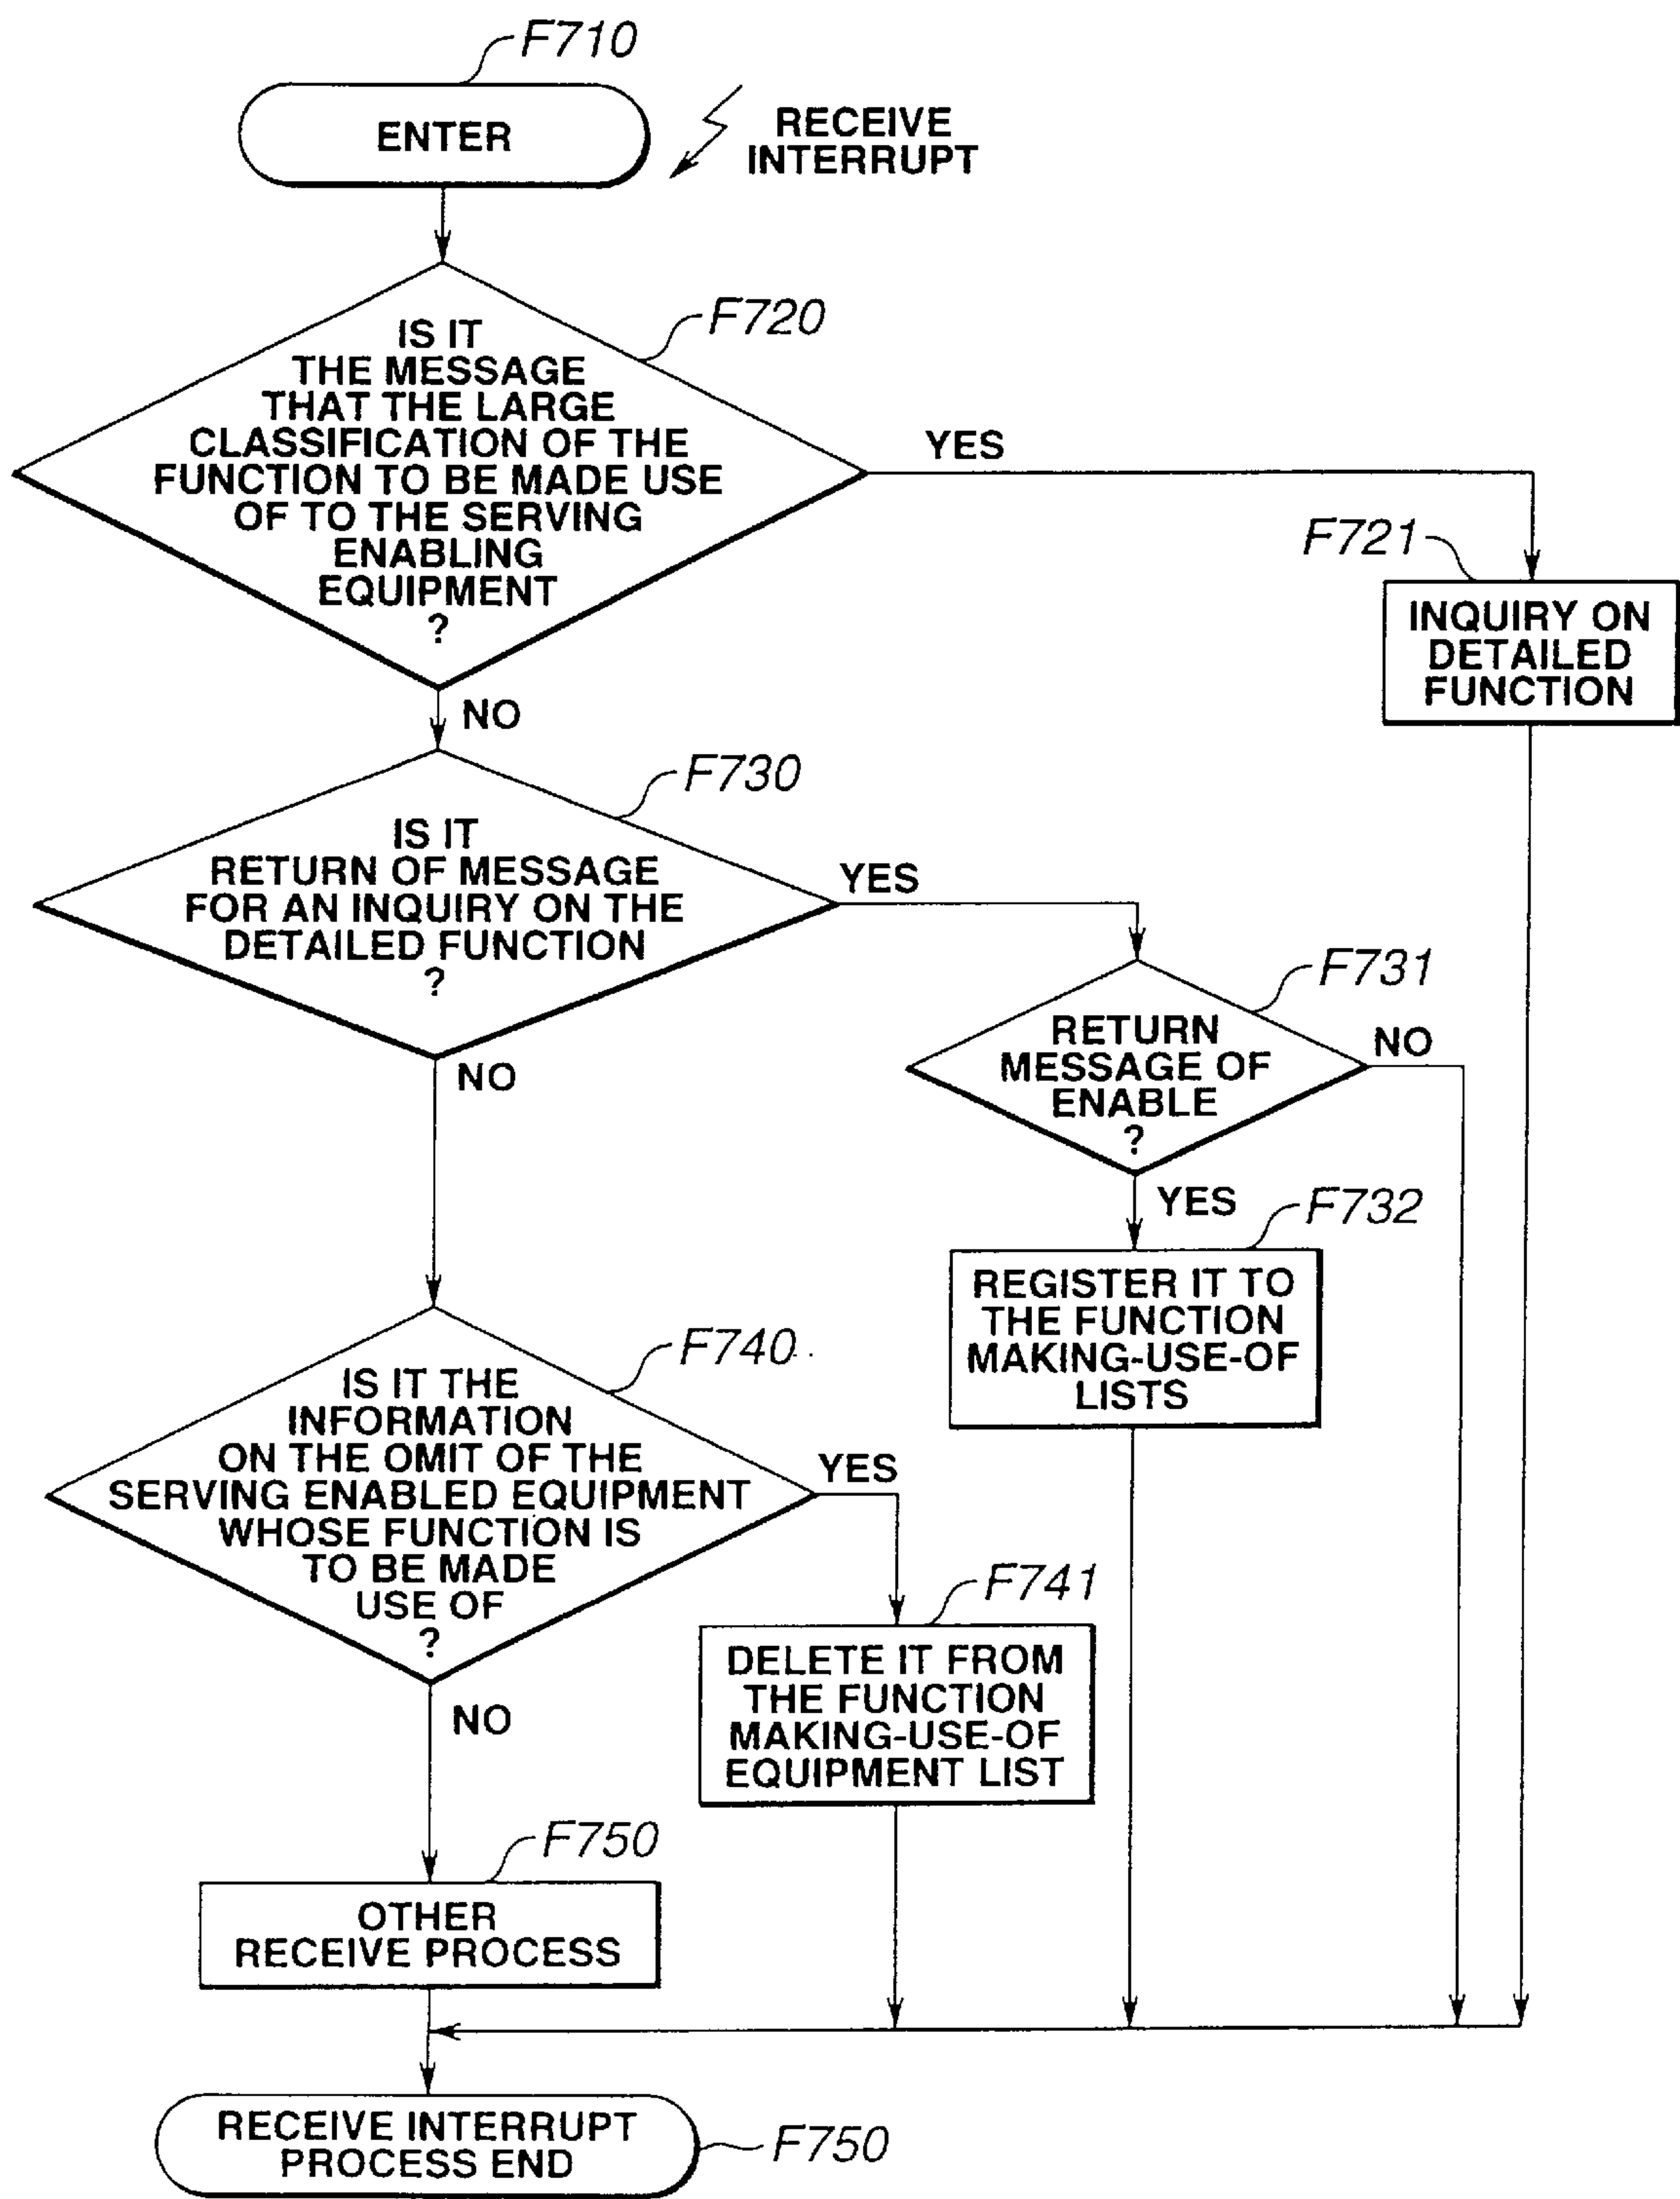 F710
ENTER
RECEIVE
INTERRUPT
F720
IS IT
THE MESSAGE
THAT THE LARGE
CLASSIFICATION OF THE
FUNCTION TO BE MADE USE
OF TO THE SERVING
ENABLING
EQUIPMENT
?
YES
NO
F721
INQUIRY ON
DETAILED
FUNCTION
F730
IS IT
RETURN OF MESSAGE
FOR AN INQUIRY ON THE
DETAILED FUNCTION
?
YES
NO
F731
RETURN
MESSAGE OF
ENABLE
?
NO
YES
F732
REGISTER IT TO
THE FUNCTION
MAKING-USE-OF
LISTS
F740
IS IT THE
INFORMATION
ON THE OMIT OF THE
SERVING ENABLED EQUIPMENT
WHOSE FUNCTION IS
TO BE MADE
USE OF
?
YES
NO
F741
DELETE IT FROM
THE FUNCTION
MAKING-USE-OF
EQUIPMENT LIST
F750
OTHER
RECEIVE PROCESS
RECEIVE INTERRUPT
PROCESS END
F750